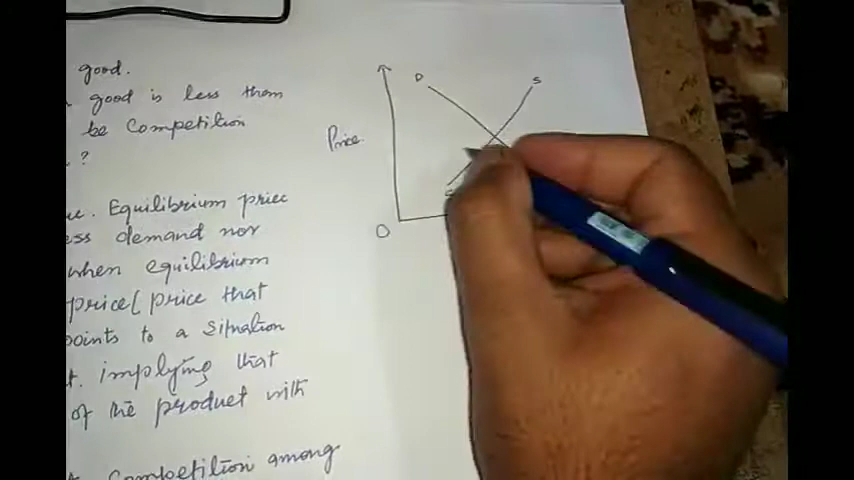 good.
good is less them
be Competition
?
Equilibrium price
ess demand nor
when equilibrium
price( price that
points to a situation
t. implying that
of the product with
Competition among
D
S
Price
O